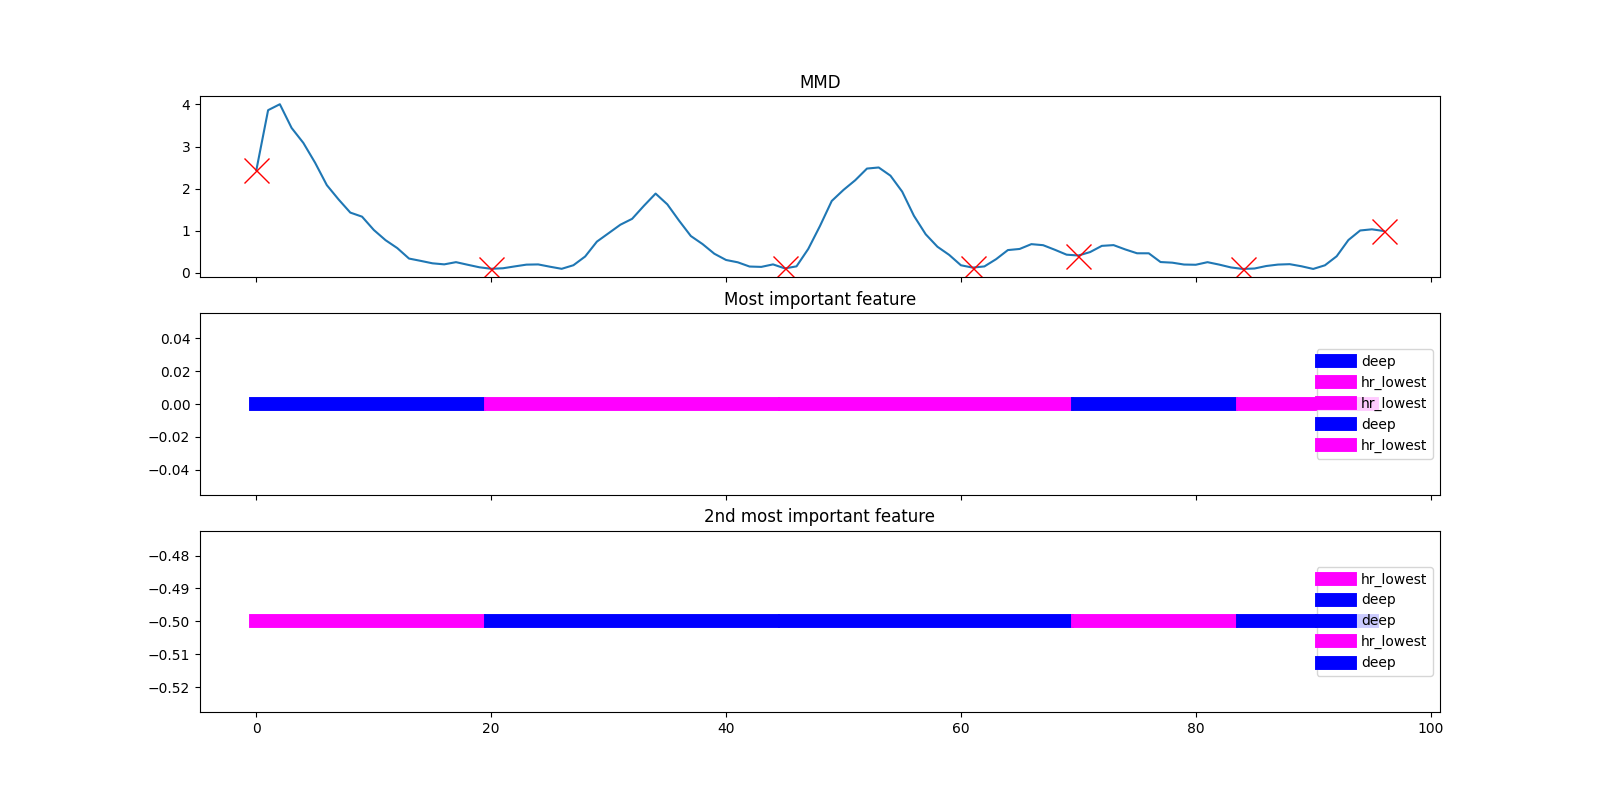 MMD
4
3
2
1
0
Most important feature
0.04
0.02
0.00
−0.02
−0.04
deep
hr_lowest
hr_lowest
deep
hr_lowest
2nd most important feature
−0.48
−0.49
−0.50
−0.51
−0.52
hr_lowest
deep
deep
hr_lowest
deep
0 20 40 60 80 100